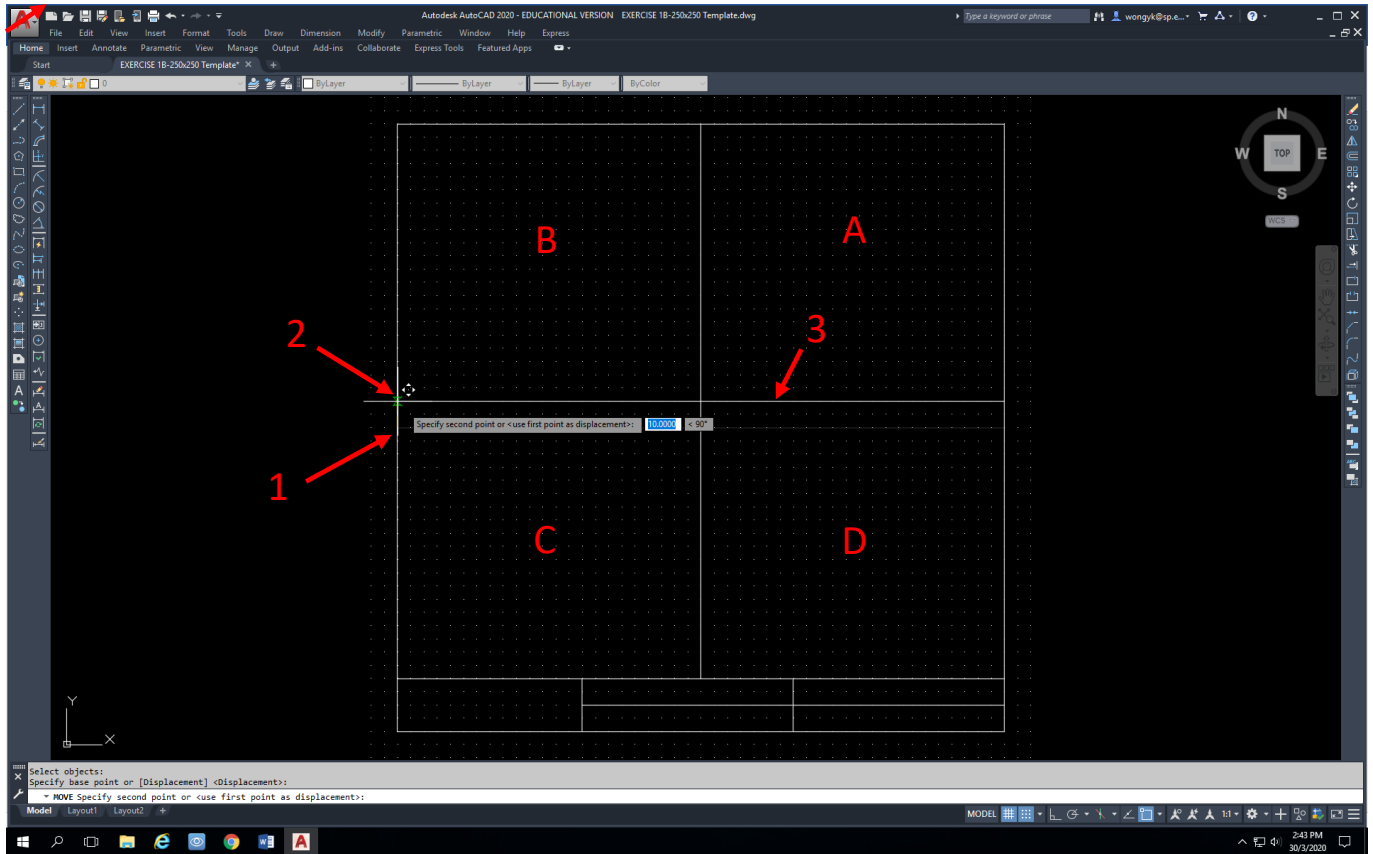 Autodesk AutoCAD 2020 - EDUCATIONAL VERSION EXERCISE 1B-250x250 Template.dwg
Type a keyword or phrase
wongyk@sp.e...
File Edit View Insert Format Tools Draw Dimension Modify Parametric Window Help Express
Home Insert Annotate Parametric View Manage Output Add-ins Collaborate Express Tools Featured Apps
Start EXERCISE 1B-250x250 Template*
0 ByLayer ByLayer ByLayer ByColor
N
W TOP E
S
WCS
B A
2 3
Specify second point or <use first point as displacement>: 10.0000 < 90°
1
C D
Y
X
Select objects:
Specify base point or [Displacement] <Displacement>:
MOVE Specify second point or <use first point as displacement>:
Model Layout1 Layout2 +
MODEL 1:1
2:43 PM
30/3/2020